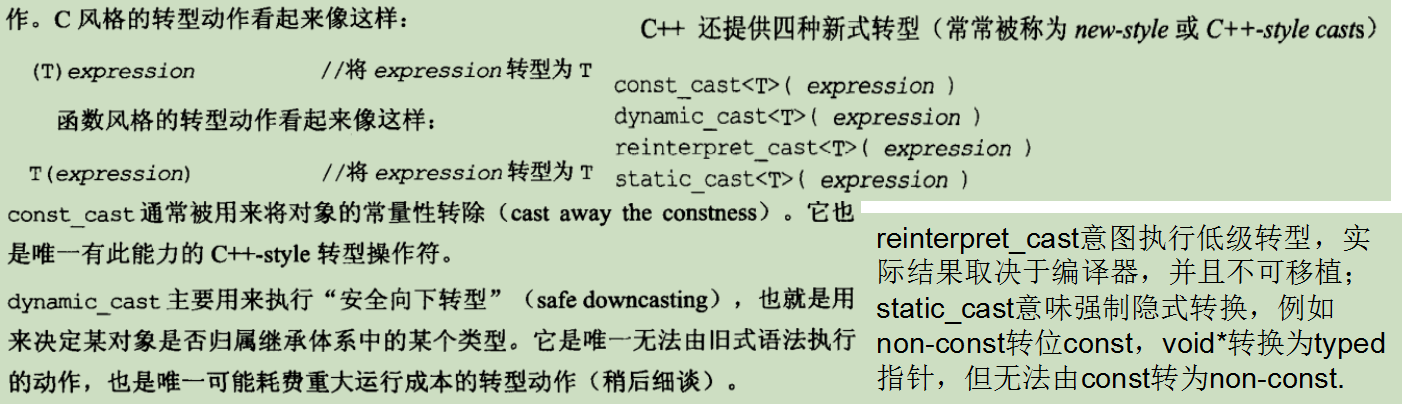 作。C 风格的转型动作看起来像这样：
(T)expression //将 expression 转型为 T
函数风格的转型动作看起来像这样：
T(expression) //将 expression 转型为 T
C++ 还提供四种新式转型（常常被称为 new-style 或 C++-style casts）
const_cast<T>( expression )
dynamic_cast<T>( expression )
reinterpret_cast<T>( expression )
static_cast<T>( expression )
const_cast 通常被用来将对象的常量性转除（cast away the constness）。它也
是唯一有此能力的 C++-style 转型操作符。
dynamic_cast 主要用来执行“安全向下转型”（safe downcasting），也就是用
来决定某对象是否归属继承体系中的某个类型。它是唯一无法由旧式语法执行
的动作，也是唯一可能耗费重大运行成本的转型动作（稍后细谈）。
reinterpret_cast意图执行低级转型，实
际结果取决于编译器，并且不可移植；
static_cast意味强制隐式转换，例如
non-const转位const，void*转换为typed
指针，但无法由const转为non-const.